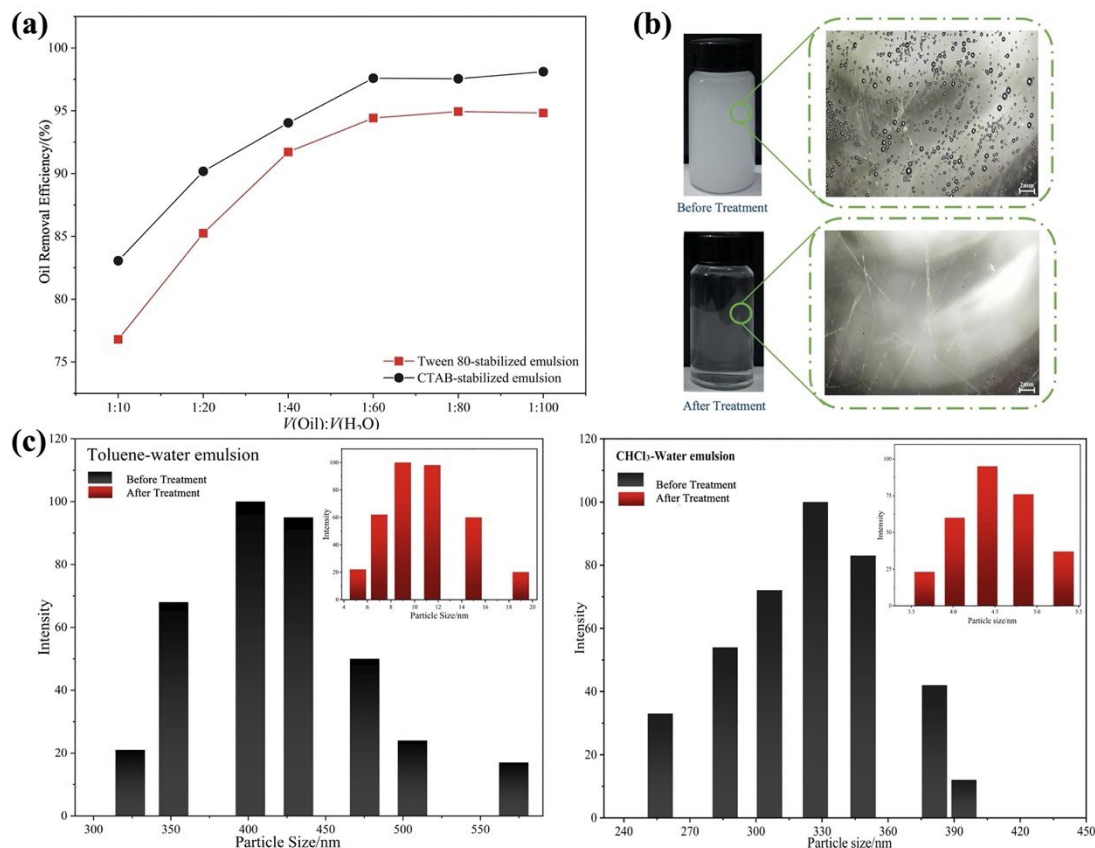 (a)
100
95
90
85
80
75
Oil Removal Efficiency/(%)
Tween 80-stabilized emulsion
CTAB-stabilized emulsion
1:10 1:20 1:40 1:60 1:80 1:100
V(Oil):V(H₂O)
(b)
Before Treatment
2mm
After Treatment
2mm
(c)
120
100
80
60
40
20
0
Intensity
Toluene-water emulsion
Before Treatment
After Treatment
100
80
60
40
20
0
Intensity
4 6 8 10 12 14 16 18 20
Particle Size/nm
300 350 400 450 500 550
Particle Size/nm
120
100
80
60
40
20
0
Intensity
CHCl₃-Water emulsion
Before Treatment
After Treatment
100
75
50
25
0
Intensity
3.5 4.0 4.5 5.0 5.5
Particle size/nm
240 270 300 330 360 390 420 450
Particle size/nm